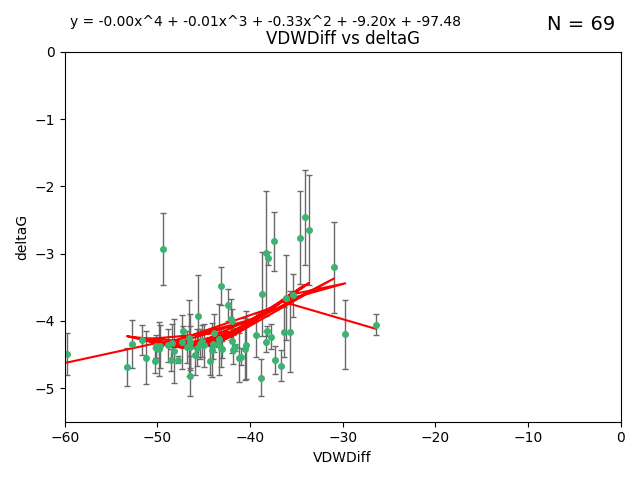 y = -0.00x^4 + -0.01x^3 + -0.33x^2 + -9.20x + -97.48
N = 69
VDWDiff vs deltaG
0
−1
−2
−3
−4
−5
deltaG
−60 −50 −40 −30 −20 −10 0
VDWDiff